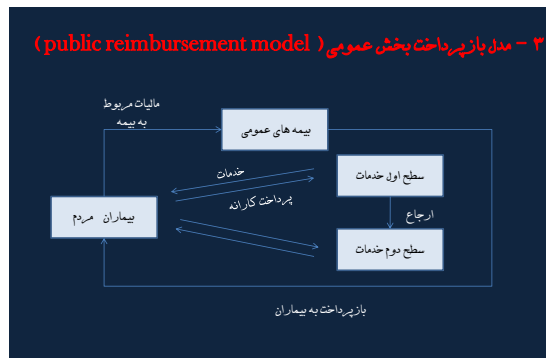 ۳ - مدل بازپرداخت بخش عمومی ( public reimbursement model )
مالیات مربوط
به بیمه
بیمه های عمومی
خدمات
سطح اول خدمات
پرداخت کارانه
بیماران مردم
ارجاع
سطح دوم خدمات
بازپرداخت به بیماران